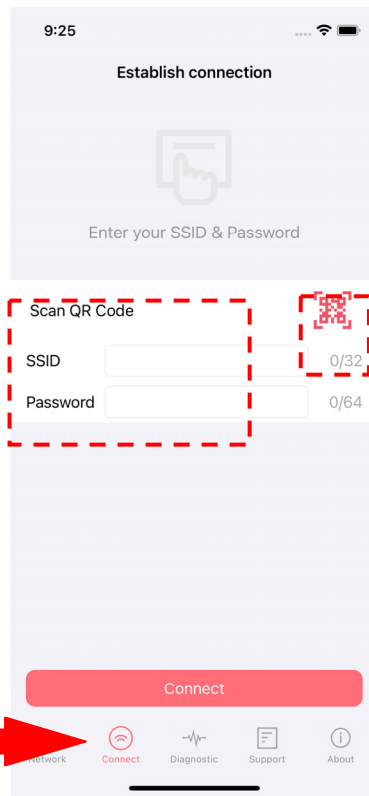 9:25
Establish connection
Enter your SSID & Password
Scan QR Code
SSID 0/32
Password 0/64
Connect
Network Connect Diagnostic Support About